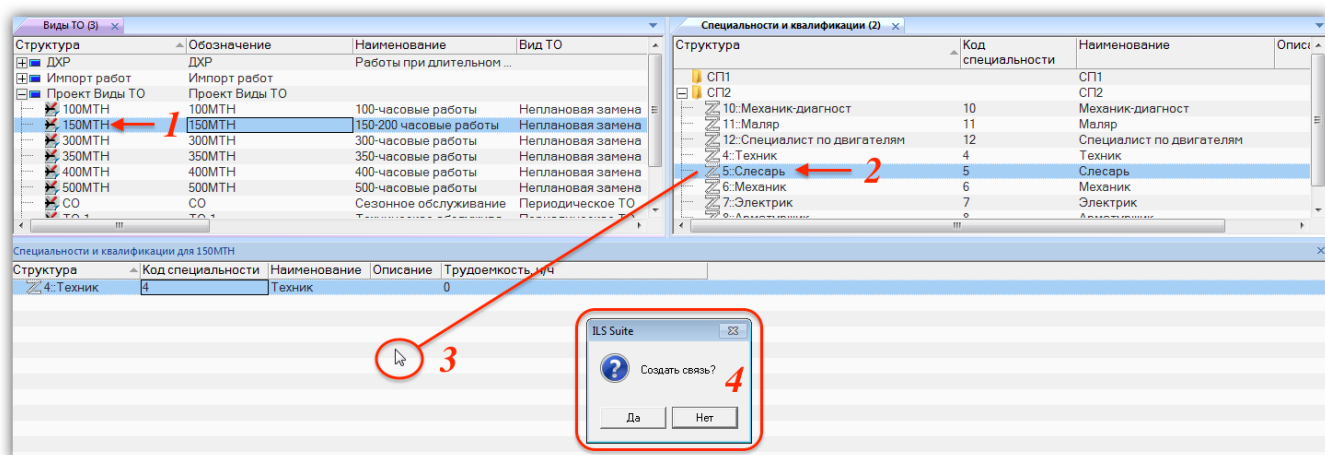 Виды ТО (3)
Структура Обозначение Наименование Вид ТО
ДХР ДХР Работы при длительном ...
Импорт работ Импорт работ
Проект Виды ТО Проект Виды ТО
100МТН 100МТН 100-часовые работы Неплановая замена
150МТН 150МТН 150-200 часовые работы Неплановая замена
300МТН 300МТН 300-часовые работы Неплановая замена
350МТН 350МТН 350-часовые работы Неплановая замена
400МТН 400МТН 400-часовые работы Неплановая замена
500МТН 500МТН 500-часовые работы Неплановая замена
СО СО Сезонное обслуживание Периодическое ТО
1
Специальности и квалификации (2)
Структура Код специальности Наименование Описа
СП1 СП1
СП2 СП2
10::Механик-диагност 10 Механик-диагност
11::Маляр 11 Маляр
12::Специалист по двигателям 12 Специалист по двигателям
4::Техник 4 Техник
5::Слесарь 5 Слесарь
6::Механик 6 Механик
7::Электрик 7 Электрик
2
Специальности и квалификации для 150МТН
Структура Код специальности Наименование Описание Трудоемкость, ч/ч
4::Техник 4 Техник 0
3
ILS Suite
Создать связь?
4
Да Нет